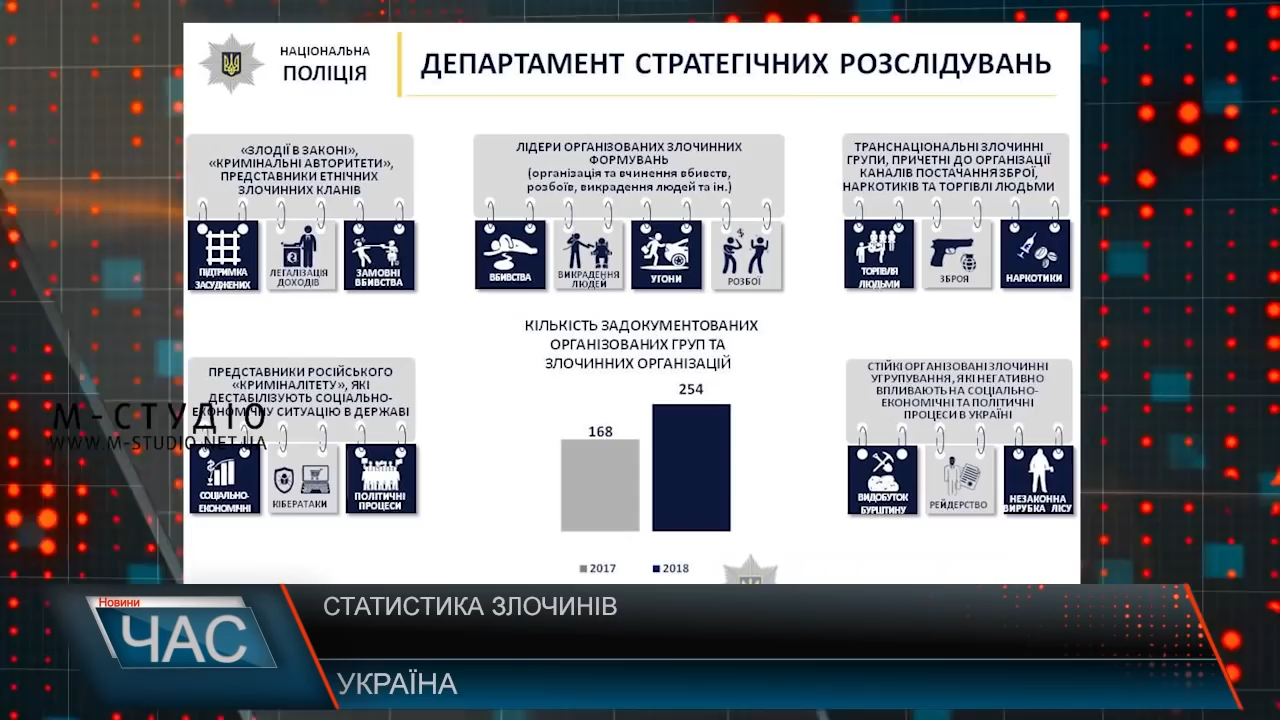 НАЦІОНАЛЬНА
ПОЛІЦІЯ
ДЕПАРТАМЕНТ СТРАТЕГІЧНИХ РОЗСЛІДУВАНЬ
«ЗЛОДІЇ В ЗАКОНІ»,
«КРИМІНАЛЬНІ АВТОРИТЕТИ»,
ПРЕДСТАВНИКИ ЕТНІЧНИХ
ЗЛОЧИННИХ КЛАНІВ
ПІДТРИМКА
ЗАСУДЖЕНИХ
ЛЕГАЛІЗАЦІЯ
ДОХОДІВ
ЗАМОВНІ
ВБИВСТВА
ЛІДЕРИ ОРГАНІЗОВАНИХ ЗЛОЧИННИХ
ФОРМУВАНЬ
(організація та вчинення вбивств,
розбоїв, викрадення людей та ін.)
ВБИВСТВА
ВИКРАДЕННЯ
ЛЮДЕЙ
УГОНИ
РОЗБОЇ
ТРАНСНАЦІОНАЛЬНІ ЗЛОЧИННІ
ГРУПИ, ПРИЧЕТНІ ДО ОРГАНІЗАЦІЇ
КАНАЛІВ ПОСТАЧАННЯ ЗБРОЇ,
НАРКОТИКІВ ТА ТОРГІВЛІ ЛЮДЬМИ
ТОРГІВЛЯ
ЛЮДЬМИ
ЗБРОЯ
НАРКОТИКИ
КІЛЬКІСТЬ ЗАДОКУМЕНТОВАНИХ
ОРГАНІЗОВАНИХ ГРУП ТА
ЗЛОЧИННИХ ОРГАНІЗАЦІЙ
254
168
2017
2018
ПРЕДСТАВНИКИ РОСІЙСЬКОГО
«КРИМІНАЛІТЕТУ», ЯКІ
ДЕСТАБІЛІЗУЮТЬ СОЦІАЛЬНО-
ЕКОНОМІЧНУ СИТУАЦІЮ В ДЕРЖАВІ
М-СТУДІО
WWW.M-STUDIO.NET.UA
СОЦІАЛЬНО-
ЕКОНОМІЧНІ
КІБЕРАТАКИ
ПОЛІТИЧНІ
ПРОЦЕСИ
СТІЙКІ ОРГАНІЗОВАНІ ЗЛОЧИННІ
УГРУПУВАННЯ, ЯКІ НЕГАТИВНО
ВПЛИВАЮТЬ НА СОЦІАЛЬНО-
ЕКОНОМІЧНІ ТА ПОЛІТИЧНІ
ПРОЦЕСИ В УКРАЇНІ
ВИДОБУТОК
БУРШТИНУ
РЕЙДЕРСТВО
НЕЗАКОННА
ВИРУБКА ЛІСУ
Новини
ЧАС
СТАТИСТИКА ЗЛОЧИНІВ
УКРАЇНА